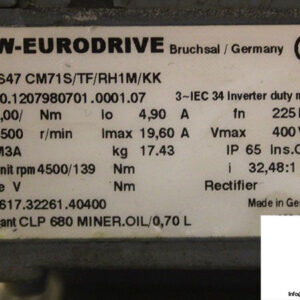 W-EURODRIVE Bruchsal / Germany
S47 CM71S/TF/RH1M/KK
0.1207980701.0001.07 3~IEC 34 Inverter duty m
,00/ Nm Io 4,90 A fn 225
500 r/min Imax 19,60 A Vmax 400
M3A kg 17.43 IP 65 Ins.C
nit rpm 4500/139 Nm i 32,48:1
e V Nm Rectifier
617.32261.40400 Made in Ge
ant CLP 680 MINER.OIL/0,70 L